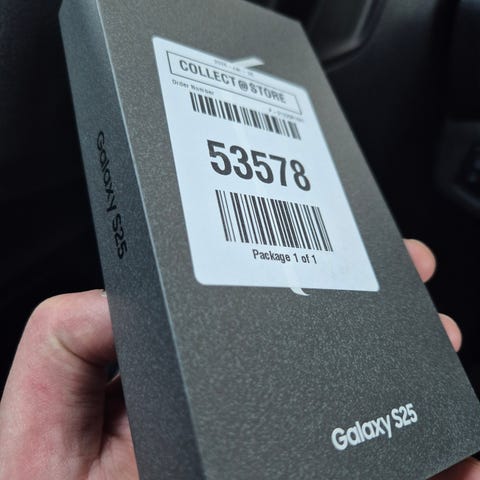 COLLECT@STORE
Order Number
53578
Package 1 of 1
Galaxy S25
Galaxy S25